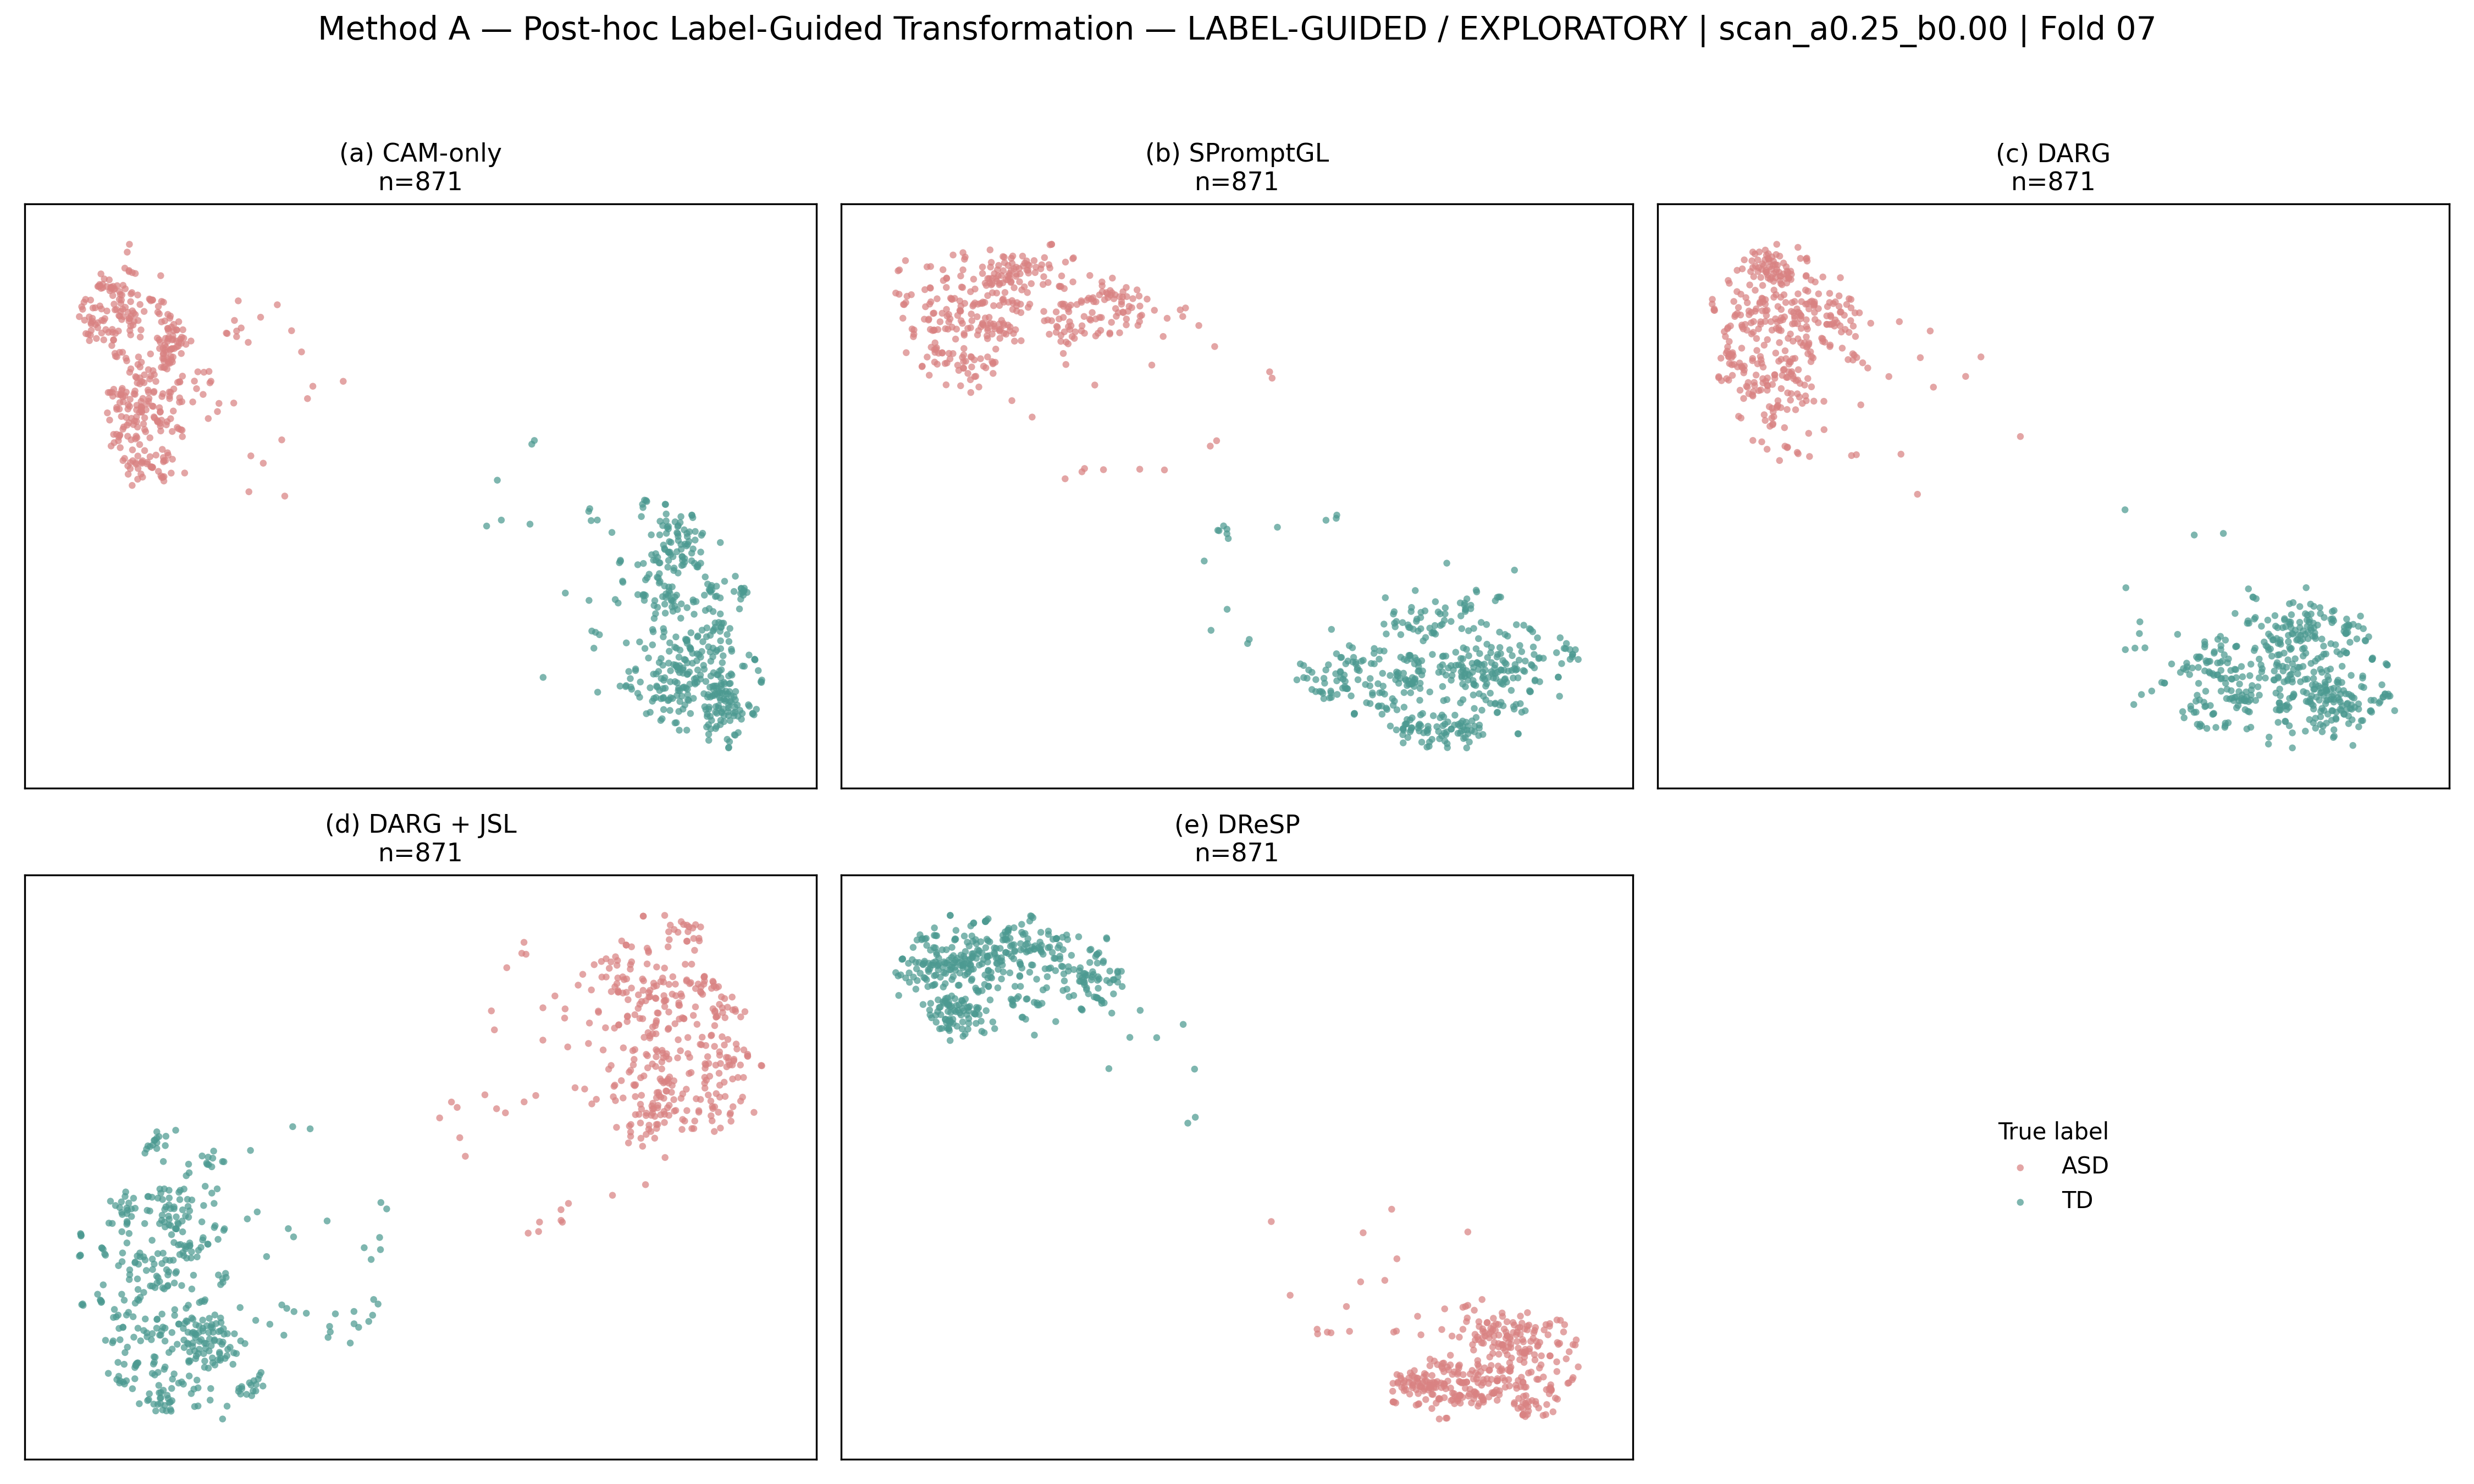 Method A — Post-hoc Label-Guided Transformation — LABEL-GUIDED / EXPLORATORY | scan_a0.25_b0.00 | Fold 07
(a) CAM-only
n=871
(b) SPromptGL
n=871
(c) DARG
n=871
(d) DARG + JSL
n=871
(e) DReSP
n=871
True label
ASD
TD